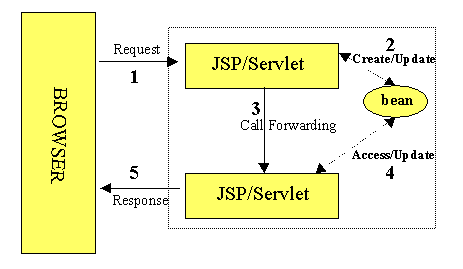 BROWSER
Request
1
JSP/Servlet
2
Create/Update
bean
3
Call Forwarding
Access/Update
4
5
Response
JSP/Servlet